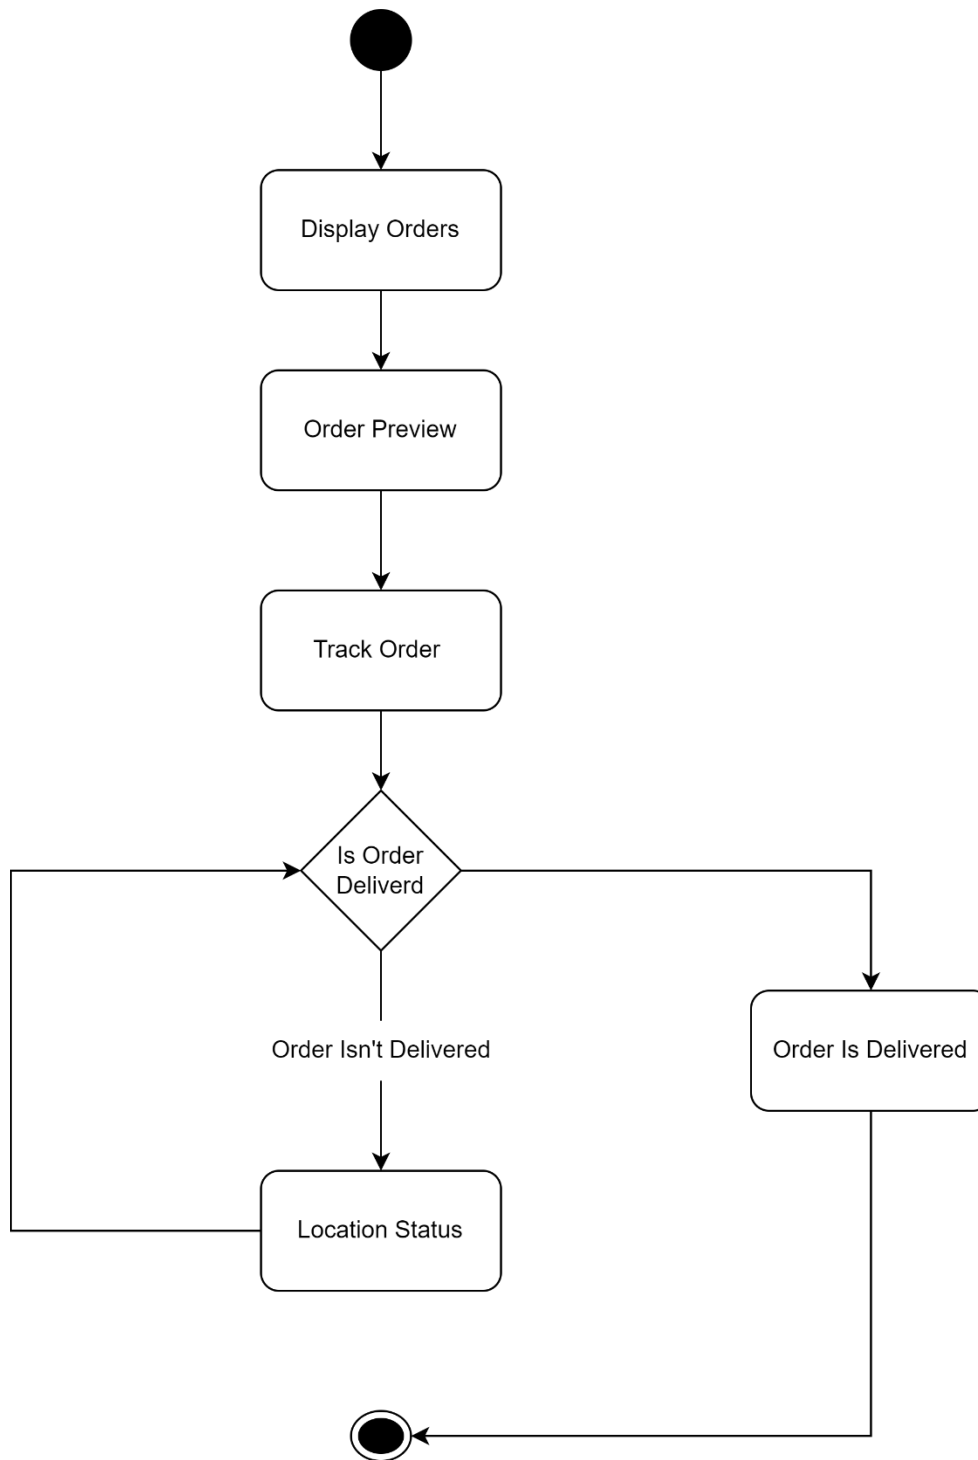 Display Orders
Order Preview
Track Order
Is Order
Deliverd
Order Isn't Delivered
Order Is Delivered
Location Status